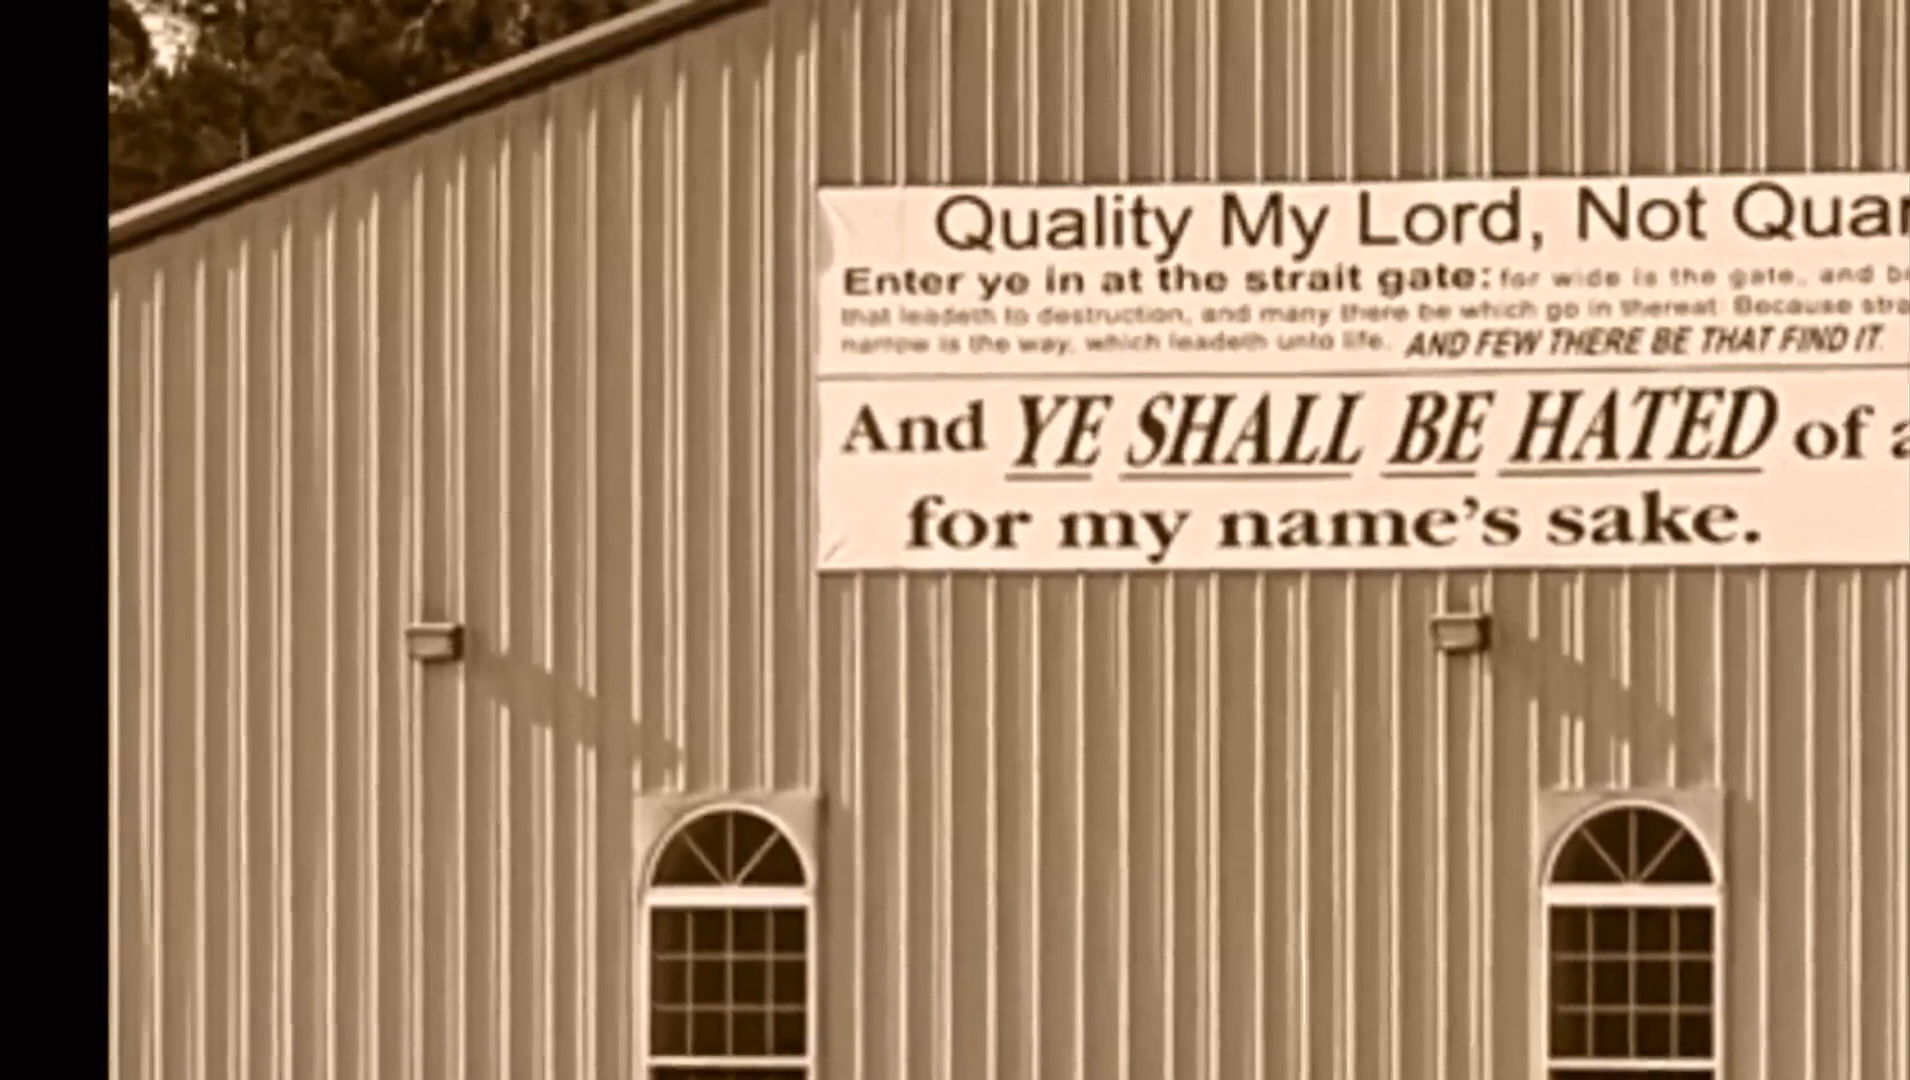 Quality My Lord, Not Quan
Enter ye in at the strait gate: for wide is the gate, and b
that leadeth to destruction, and many there be which go in thereat: Because stra
narrow is the way, which leadeth unto life, AND FEW THERE BE THAT FIND IT.
And YE SHALL BE HATED of a
for my name's sake.